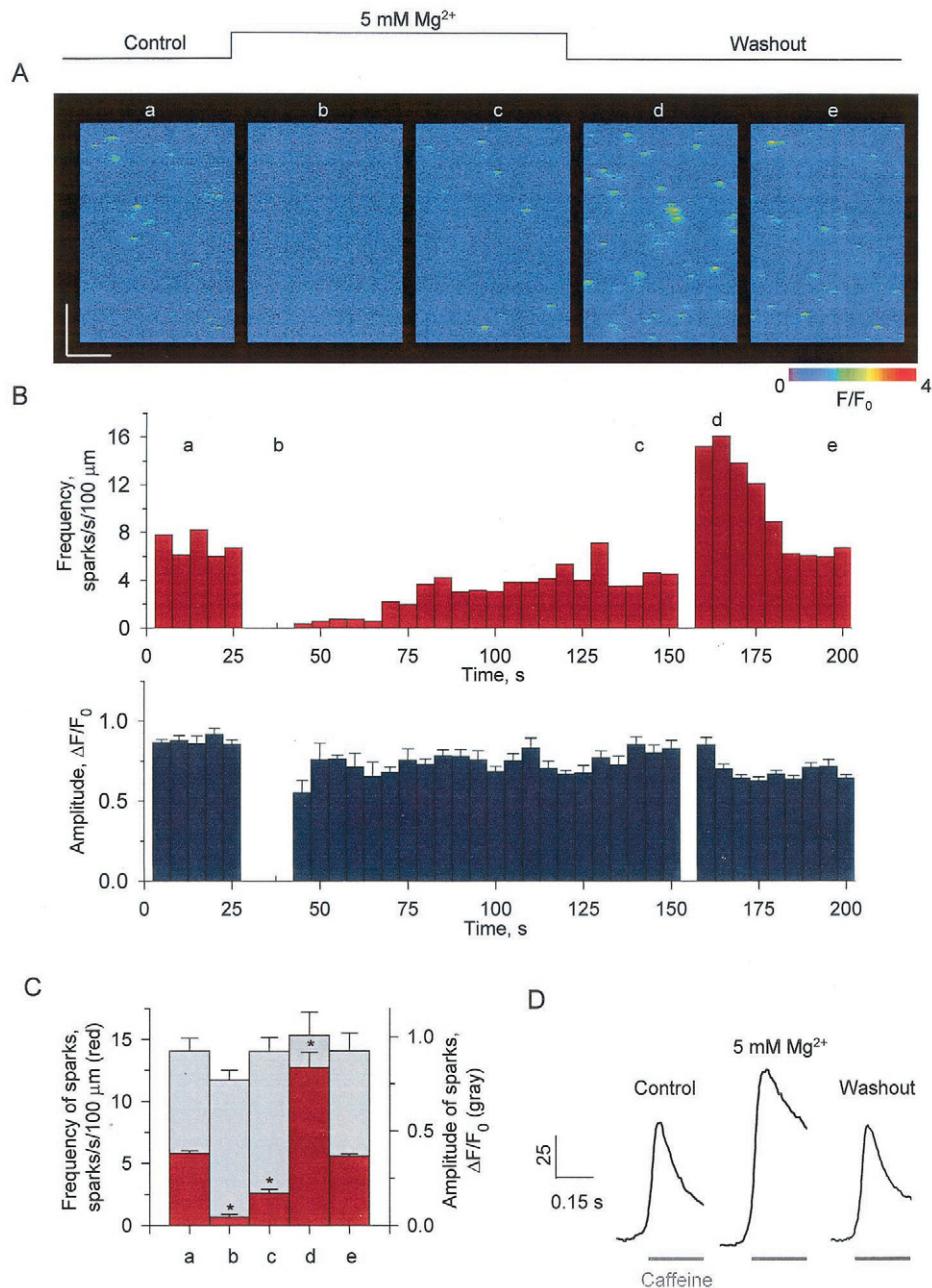 5 mM Mg²⁺
Control
Washout
A
a b c d e
0 4
F/F₀
B
Frequency,
sparks/s/100 μm
16
12
8
4
0
a b c d e
0 25 50 75 100 125 150 175 200
Time, s
Amplitude, ΔF/F₀
1.0
0.5
0.0
0 25 50 75 100 125 150 175 200
Time, s
C
Frequency of sparks,
sparks/s/100 μm (red)
15
10
5
0
* * *
1.0
0.5
0.0
Amplitude of sparks,
ΔF/F₀ (gray)
a b c d e
D
5 mM Mg²⁺
Control
Washout
25
0.15 s
Caffeine